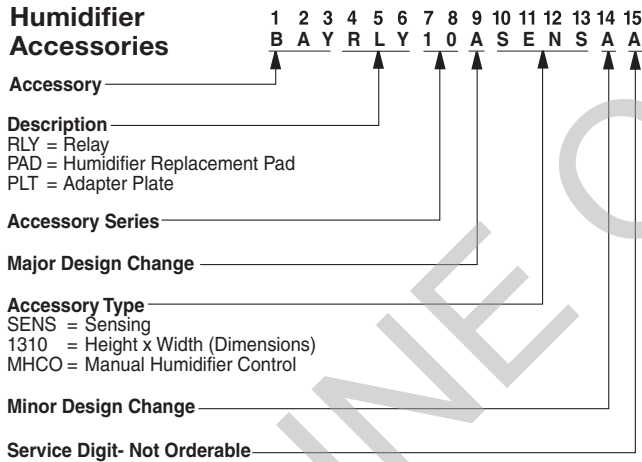 Humidifier
Accessories
1 2 3 4 5 6 7 8 9 10 11 12 13 14 15
B A Y R L Y 1 0 A S E N S A A
Accessory
Description
RLY = Relay
PAD = Humidifier Replacement Pad
PLT = Adapter Plate
Accessory Series
Major Design Change
Accessory Type
SENS = Sensing
1310 = Height x Width (Dimensions)
MHCO = Manual Humidifier Control
Minor Design Change
Service Digit- Not Orderable
INE O